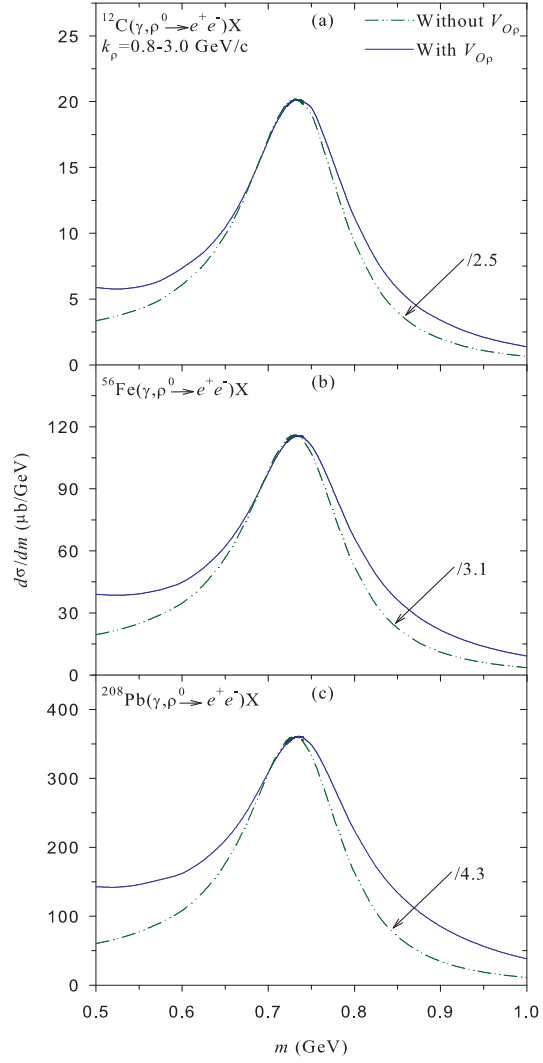 (a)
¹²C(γ,ρ⁰→e⁺e⁻)X
k_ρ=0.8-3.0 GeV/c
Without V_Oρ
With V_Oρ
25
20
15
10
5
0
/2.5
⁵⁶Fe(γ,ρ⁰→e⁺e⁻)X
(b)
120
90
60
30
0
/3.1
dσ/dm (μb/GeV)
²⁰⁸Pb(γ,ρ⁰→e⁺e⁻)X
(c)
400
300
200
100
0
/4.3
0.5 0.6 0.7 0.8 0.9 1.0
m (GeV)